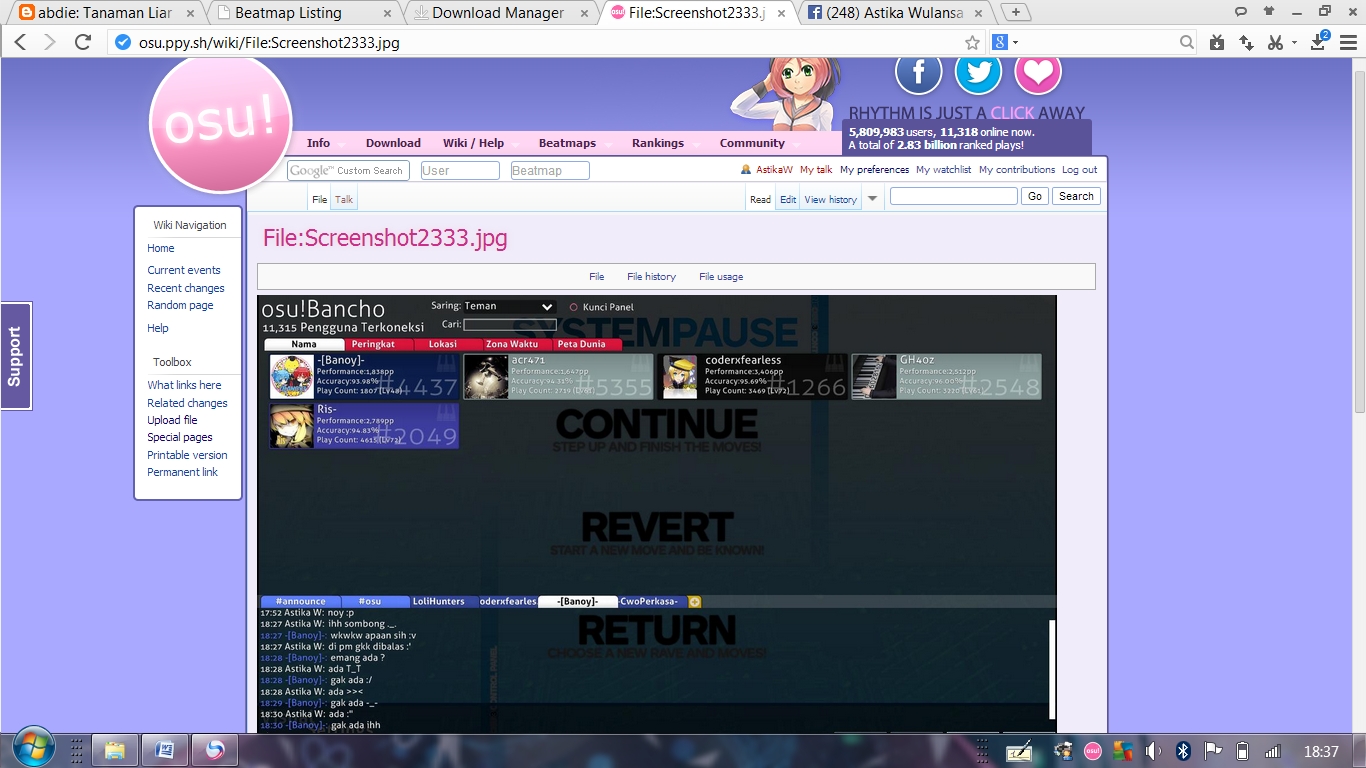 abdie: Tanaman Liar
Beatmap Listing
Download Manager
File:Screenshot2333.j
(248) Astika Wulansa
osu.ppy.sh/wiki/File:Screenshot2333.jpg
8
2
osu!
RHYTHM IS JUST A CLICK AWAY
5,809,983 users, 11,318 online now.
A total of 2.83 billion ranked plays!
Info Download Wiki / Help Beatmaps Rankings Community
Google™ Custom Search User Beatmap
AstikaW My talk My preferences My watchlist My contributions Log out
File Talk Read Edit View history Go Search
Wiki Navigation
Home
Current events
Recent changes
Random page
Help
Toolbox
What links here
Related changes
Upload file
Special pages
Printable version
Permanent link
Support
File:Screenshot2333.jpg
File File history File usage
osu!Bancho
11,315 Pengguna Terkoneksi
Saring: Teman Kunci Panel
Cari:
SYSTEMPAUSE
Nama Peringkat Lokasi Zona Waktu Peta Dunia
-[Banoy]-
Performance:1,838pp
Accuracy:93.98%
Play Count: 1807 (Lv48)
#4437
acr471
Performance:1,647pp
Accuracy:94.31%
#5355
coderxfearless
Performance:3,406pp
Accuracy:95.69%
Play Count: 3469 (Lv72)
#1266
GH4oz
Performance:2,512pp
Accuracy:96.00%
#2548
Ris-
Performance:2,789pp
Accuracy:94.83%
Play Count: 4615 (Lv72)
#2049
CONTINUE
STEP UP AND FINISH THE MOVES!
REVERT
START A NEW MOVE AND BE KNOWN!
RETURN
CHOOSE A NEW RAVE AND MOVES!
CONTROL PANEL
#announce #osu LoliHunters oderxfearles -[Banoy]- -CwoPerkasa-
17:52 Astika W: noy :p
18:27 Astika W: ihh sombong ._.
18:27 -[Banoy]-: wkwkw apaan sih :v
18:27 Astika W: di pm gkk dibalas :'
18:28 -[Banoy]-: emang ada ?
18:28 Astika W: ada T_T
18:28 -[Banoy]-: gak ada :/
18:28 Astika W: ada >><
18:29 -[Banoy]-: gak ada -_-
18:30 Astika W: ada :"
18:30 -[Banoy]-: gak ada ihh
osu!
18:37